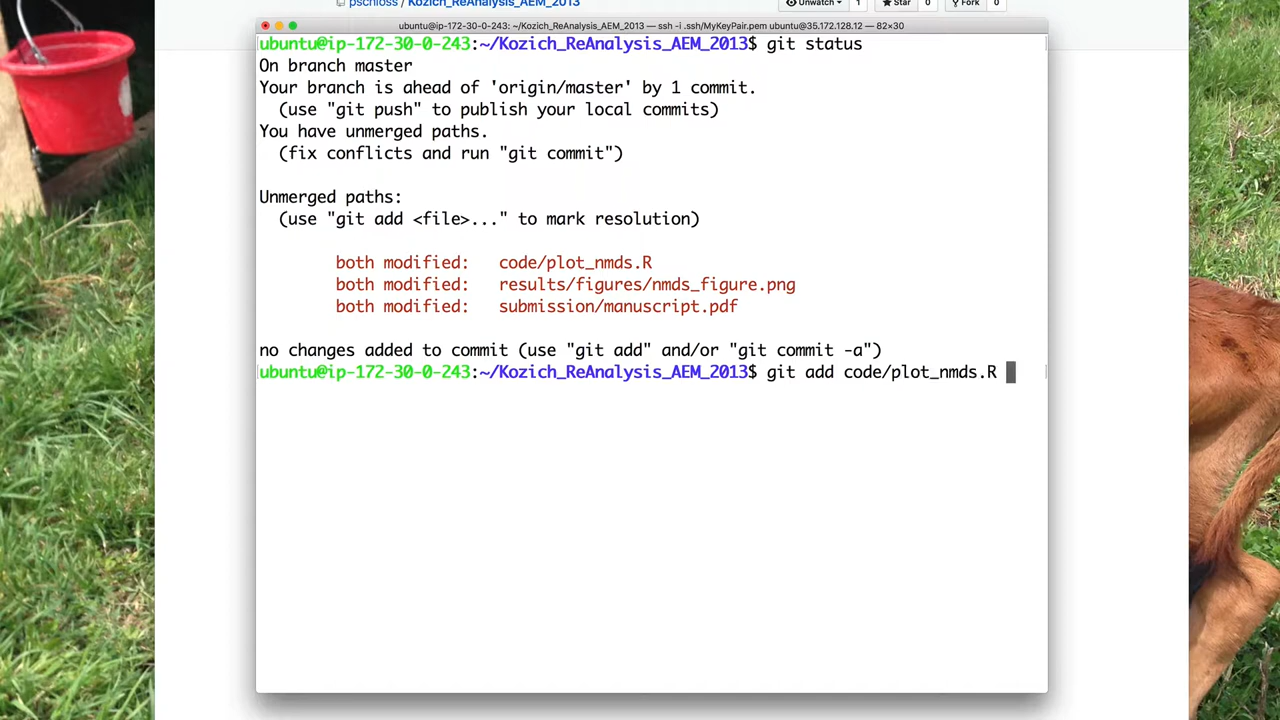 pschloss / Kozich_ReAnalysis_AEM_2013 Unwatch 1 Star 0 Fork 0
ubuntu@ip-172-30-0-243:~/Kozich_ReAnalysis_AEM_2013 — ssh -i .ssh/MyKeyPair.pem ubuntu@35.172.128.12 — 82×30
ubuntu@ip-172-30-0-243:~/Kozich_ReAnalysis_AEM_2013$ git status
On branch master
Your branch is ahead of 'origin/master' by 1 commit.
(use "git push" to publish your local commits)
You have unmerged paths.
(fix conflicts and run "git commit")
Unmerged paths:
(use "git add <file>..." to mark resolution)
both modified: code/plot_nmds.R
both modified: results/figures/nmds_figure.png
both modified: submission/manuscript.pdf
no changes added to commit (use "git add" and/or "git commit -a")
ubuntu@ip-172-30-0-243:~/Kozich_ReAnalysis_AEM_2013$ git add code/plot_nmds.R